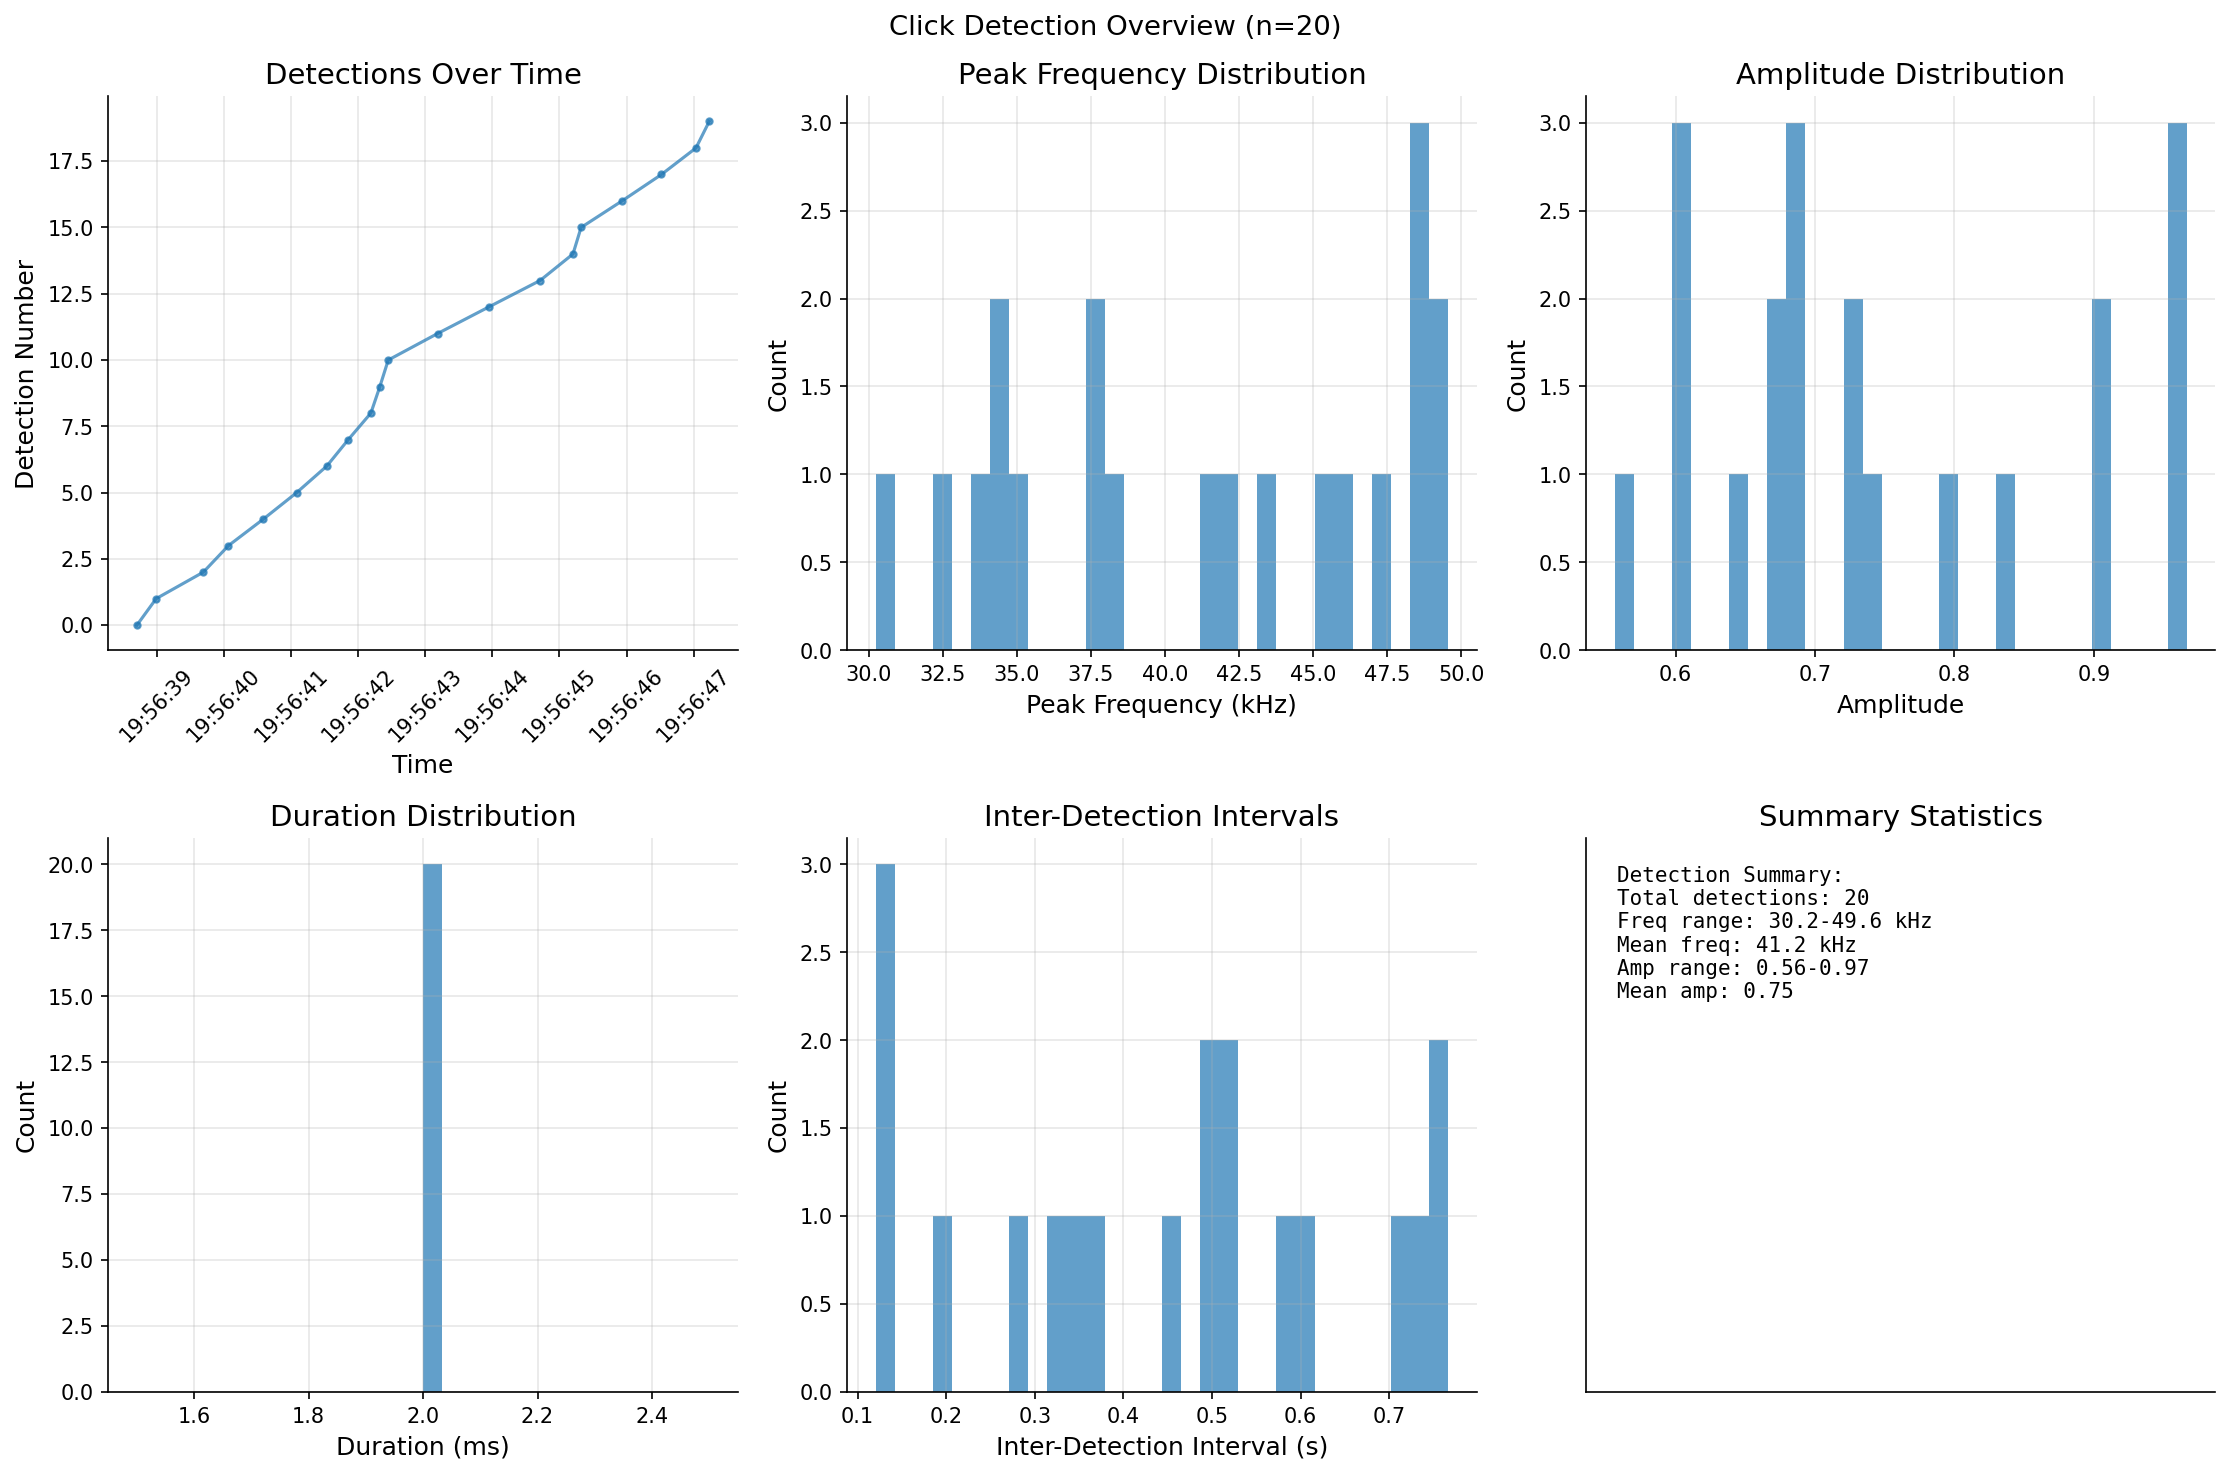 Click Detection Overview (n=20)
Detections Over Time
Detection Number
17.5
15.0
12.5
10.0
7.5
5.0
2.5
0.0
19:56:39 19:56:40 19:56:41 19:56:42 19:56:43 19:56:44 19:56:45 19:56:46 19:56:47
Time
Peak Frequency Distribution
Count
3.0
2.5
2.0
1.5
1.0
0.5
0.0
30.0 32.5 35.0 37.5 40.0 42.5 45.0 47.5 50.0
Peak Frequency (kHz)
Amplitude Distribution
Count
3.0
2.5
2.0
1.5
1.0
0.5
0.0
0.6 0.7 0.8 0.9
Amplitude
Duration Distribution
Count
20.0
17.5
15.0
12.5
10.0
7.5
5.0
2.5
0.0
1.6 1.8 2.0 2.2 2.4
Duration (ms)
Inter-Detection Intervals
Count
3.0
2.5
2.0
1.5
1.0
0.5
0.0
0.1 0.2 0.3 0.4 0.5 0.6 0.7
Inter-Detection Interval (s)
Summary Statistics
Detection Summary:
Total detections: 20
Freq range: 30.2-49.6 kHz
Mean freq: 41.2 kHz
Amp range: 0.56-0.97
Mean amp: 0.75